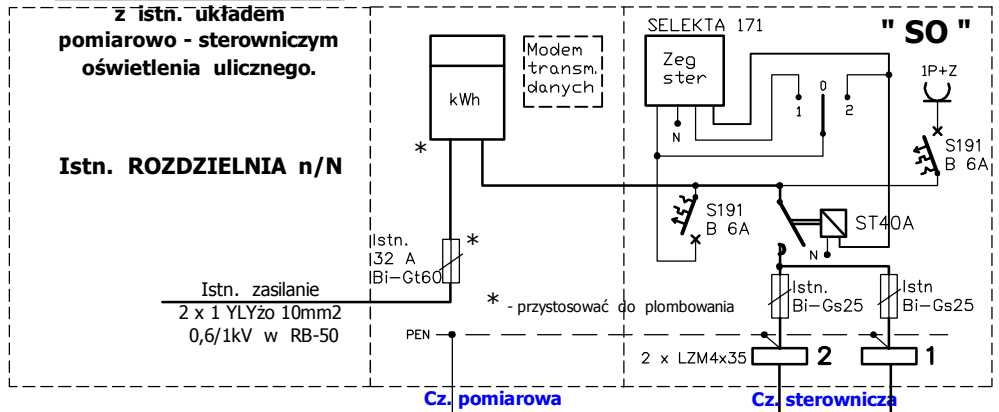 z istn. układem
pomiarowo - sterowniczym
oświetlenia ulicznego.
Istn. ROZDZIELNIA n/N
Istn. zasilanie
2 x 1 YLYżo 10mm2
0,6/1kV w RB-50
kWh
*
Modem
transm.
danych
Istn.
32 A
Bi-Gt60
*
* - przystosować do plombowania
PEN
Cz. pomiarowa
SELEKTA 171
" SO "
Zeg
ster
N
1
0
2
1P+Z
S191
B 6A
S191
B 6A
ST40A
N
Istn.
Bi-Gs25
Istn
Bi-Gs25
2 x LZM4x35
2
1
Cz. sterownicza